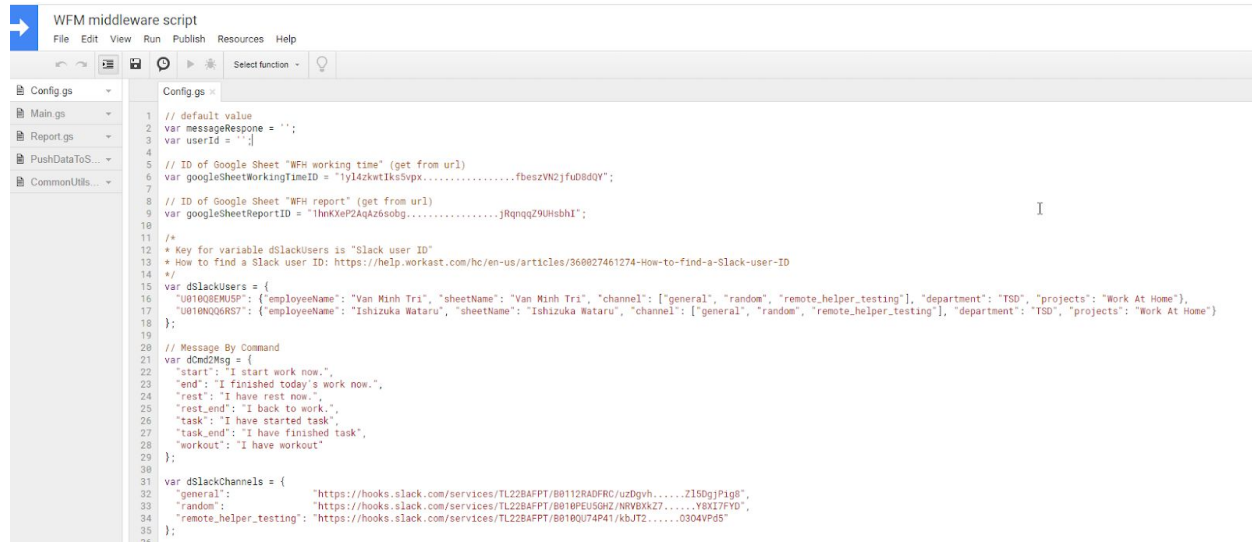 WFM middleware script
File Edit View Run Publish Resources Help
Select function
Config.gs
Main.gs
Report.gs
PushDataToS...
CommonUtils...
Config.gs ×
1 // default value
2 var messageRespone = '';
3 var userId = '';
4
5 // ID of Google Sheet "WFH working time" (get from url)
6 var googleSheetWorkingTimeID = "1yl4zkwtIks5vpx.................fbeszVN2jfuD8dQY";
7
8 // ID of Google Sheet "WFH report" (get from url)
9 var googleSheetReportID = "1hnKXeP2AqAz6sobg.................jRqnqqZ9UHsbhI";
10
11 /*
12 * Key for variable dSlackUsers is "Slack user ID"
13 * How to find a Slack user ID: https://help.workast.com/hc/en-us/articles/360027461274-How-to-find-a-Slack-user-ID
14 */
15 var dSlackUsers = {
16 "U010Q8EMU5P": {"employeeName": "Van Minh Tri", "sheetName": "Van Minh Tri", "channel": ["general", "random", "remote_helper_testing"], "department": "TSD", "projects": "Work At Home"},
17 "U010NQQ6RS7": {"employeeName": "Ishizuka Wataru", "sheetName": "Ishizuka Wataru", "channel": ["general", "random", "remote_helper_testing"], "department": "TSD", "projects": "Work At Home"}
18 };
19
20 // Message By Command
21 var dCmd2Msg = {
22 "start": "I start work now.",
23 "end": "I finished today's work now.",
24 "rest": "I have rest now.",
25 "rest_end": "I back to work.",
26 "task": "I have started task",
27 "task_end": "I have finished task",
28 "workout": "I have workout"
29 };
30
31 var dSlackChannels = {
32 "general": "https://hooks.slack.com/services/TL22BAFPT/B0112RADFRC/uzDgvh......Zl5DgjPig8",
33 "random": "https://hooks.slack.com/services/TL22BAFPT/B010PEU5GHZ/NRVBXkZ7......Y8XI7FYD",
34 "remote_helper_testing": "https://hooks.slack.com/services/TL22BAFPT/B010QU74P41/kbJT2......O3O4VPd5"
35 };